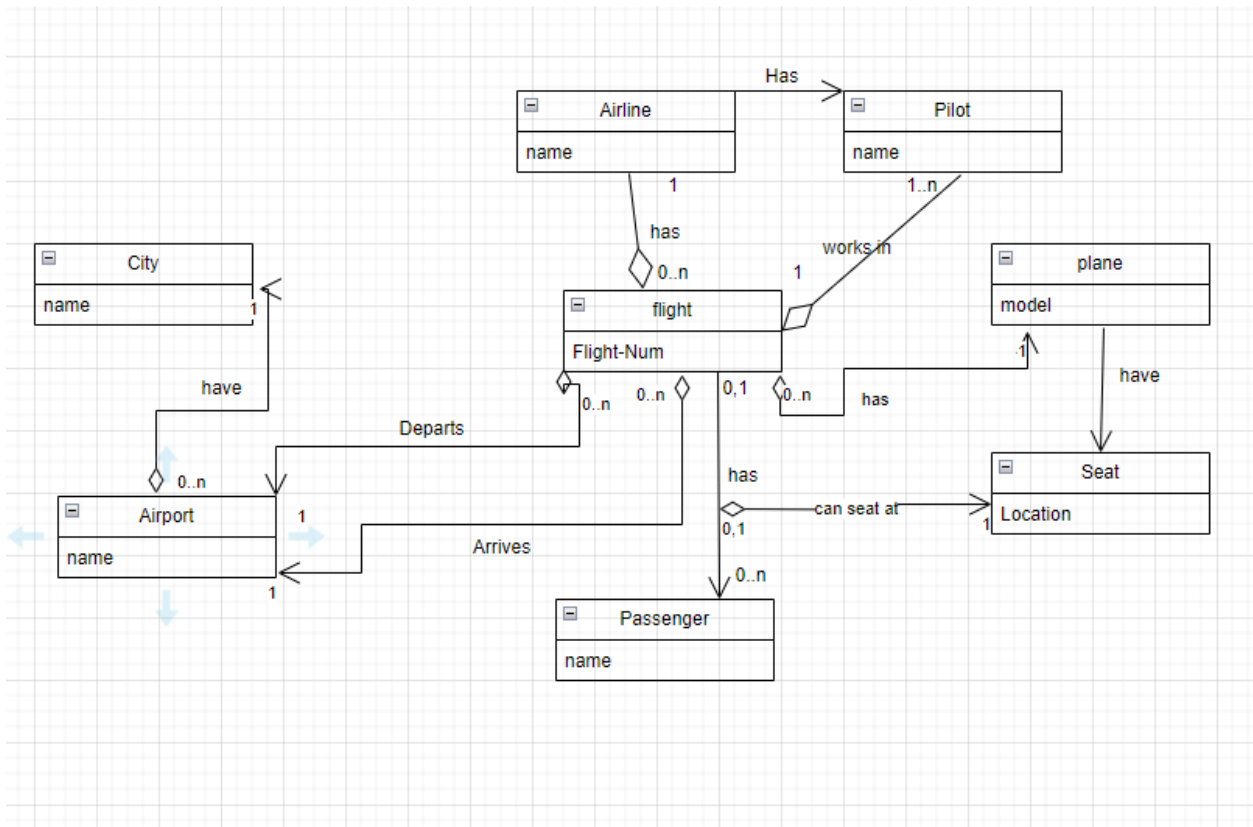 Has
Airline
name
Pilot
name
1
1..n
has
works in
0..n
1
City
name
1
plane
model
1
flight
Flight-Num
0..n
0..n
0,1
0..n
have
has
have
Departs
has
0..n
Airport
name
1
1
Arrives
can seat at
0,1
1
Seat
Location
0..n
Passenger
name